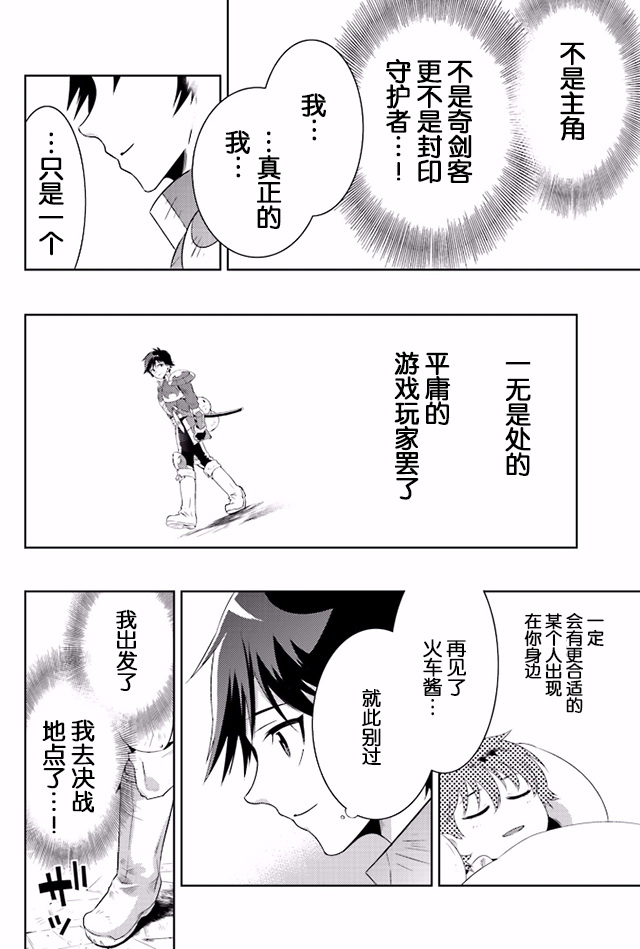 不是主角
不是奇剑客
更不是封印
守护者…!
我…
…真正的
我…
…只是一个
一无是处的
平庸的
游戏玩家罢了
一定
会有更合适的
某个人出现
在你身边
再见了
火车酱…
就此别过
我出发了
我去决战
地点了…!
キッ